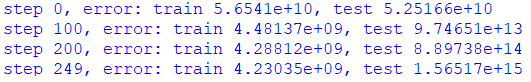 step 0, error: train 5.6541e+10, test 5.25166e+10
step 100, error: train 4.48137e+09, test 9.74651e+13
step 200, error: train 4.28812e+09, test 8.89738e+14
step 249, error: train 4.23035e+09, test 1.56517e+15